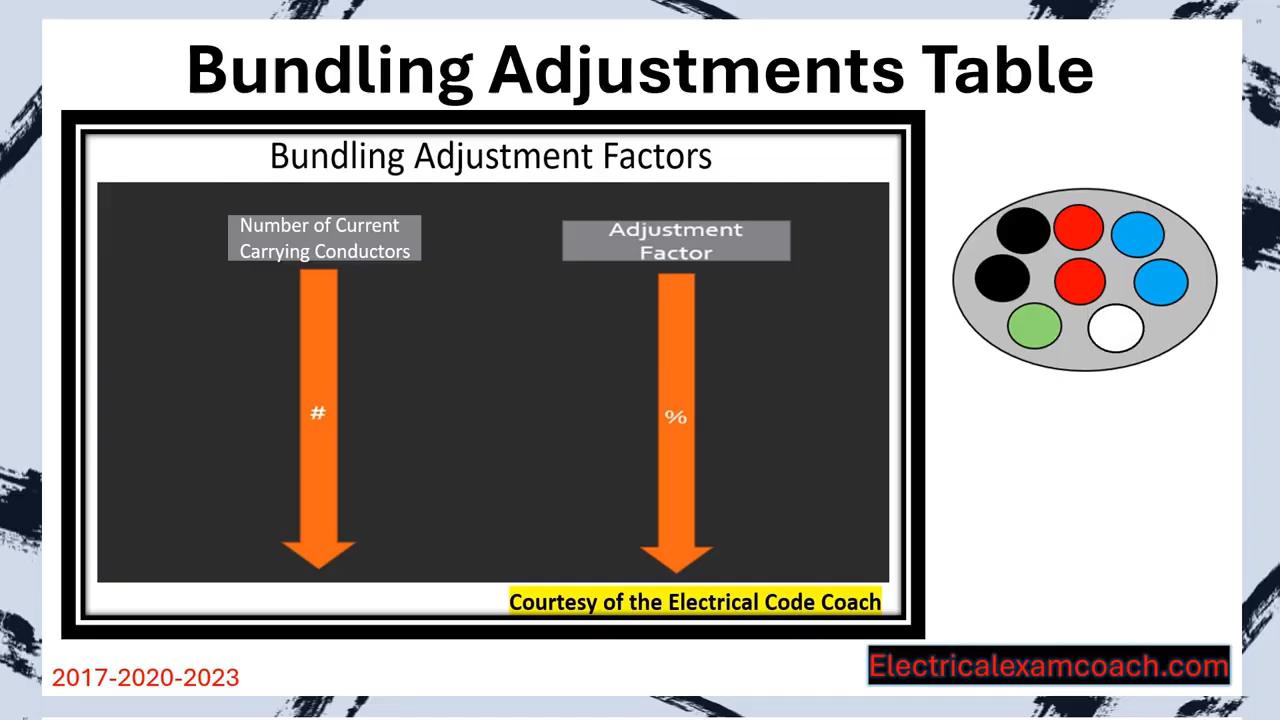 Bundling Adjustments Table
Bundling Adjustment Factors
Number of Current
Carrying Conductors
Adjustment
Factor
#
%
Courtesy of the Electrical Code Coach
2017-2020-2023
Electricalexamcoach.com